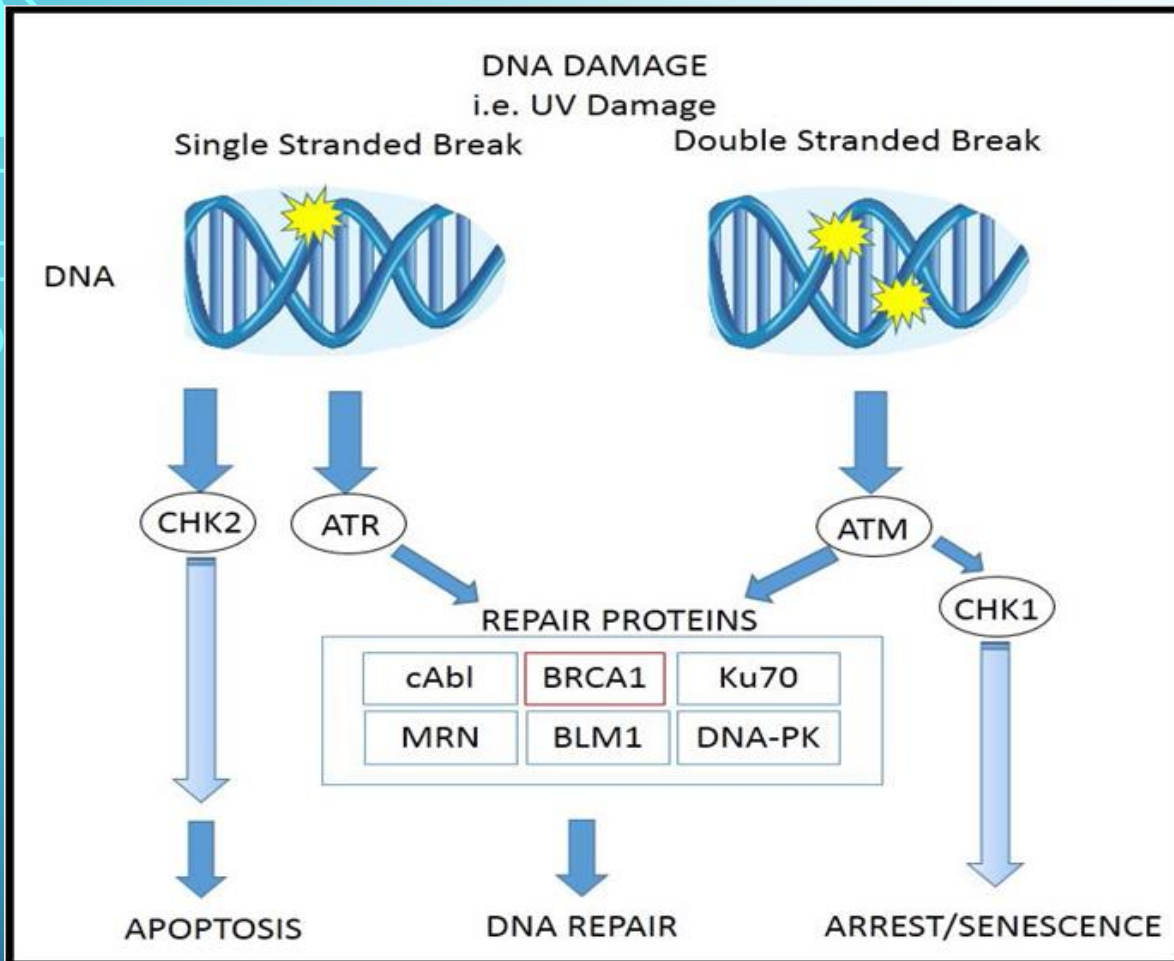 DNA DAMAGE
i.e. UV Damage
Single Stranded Break
Double Stranded Break
DNA
CHK2
ATR
ATM
CHK1
REPAIR PROTEINS
cAbl
BRCA1
Ku70
MRN
BLM1
DNA-PK
APOPTOSIS
DNA REPAIR
ARREST/SENESCENCE